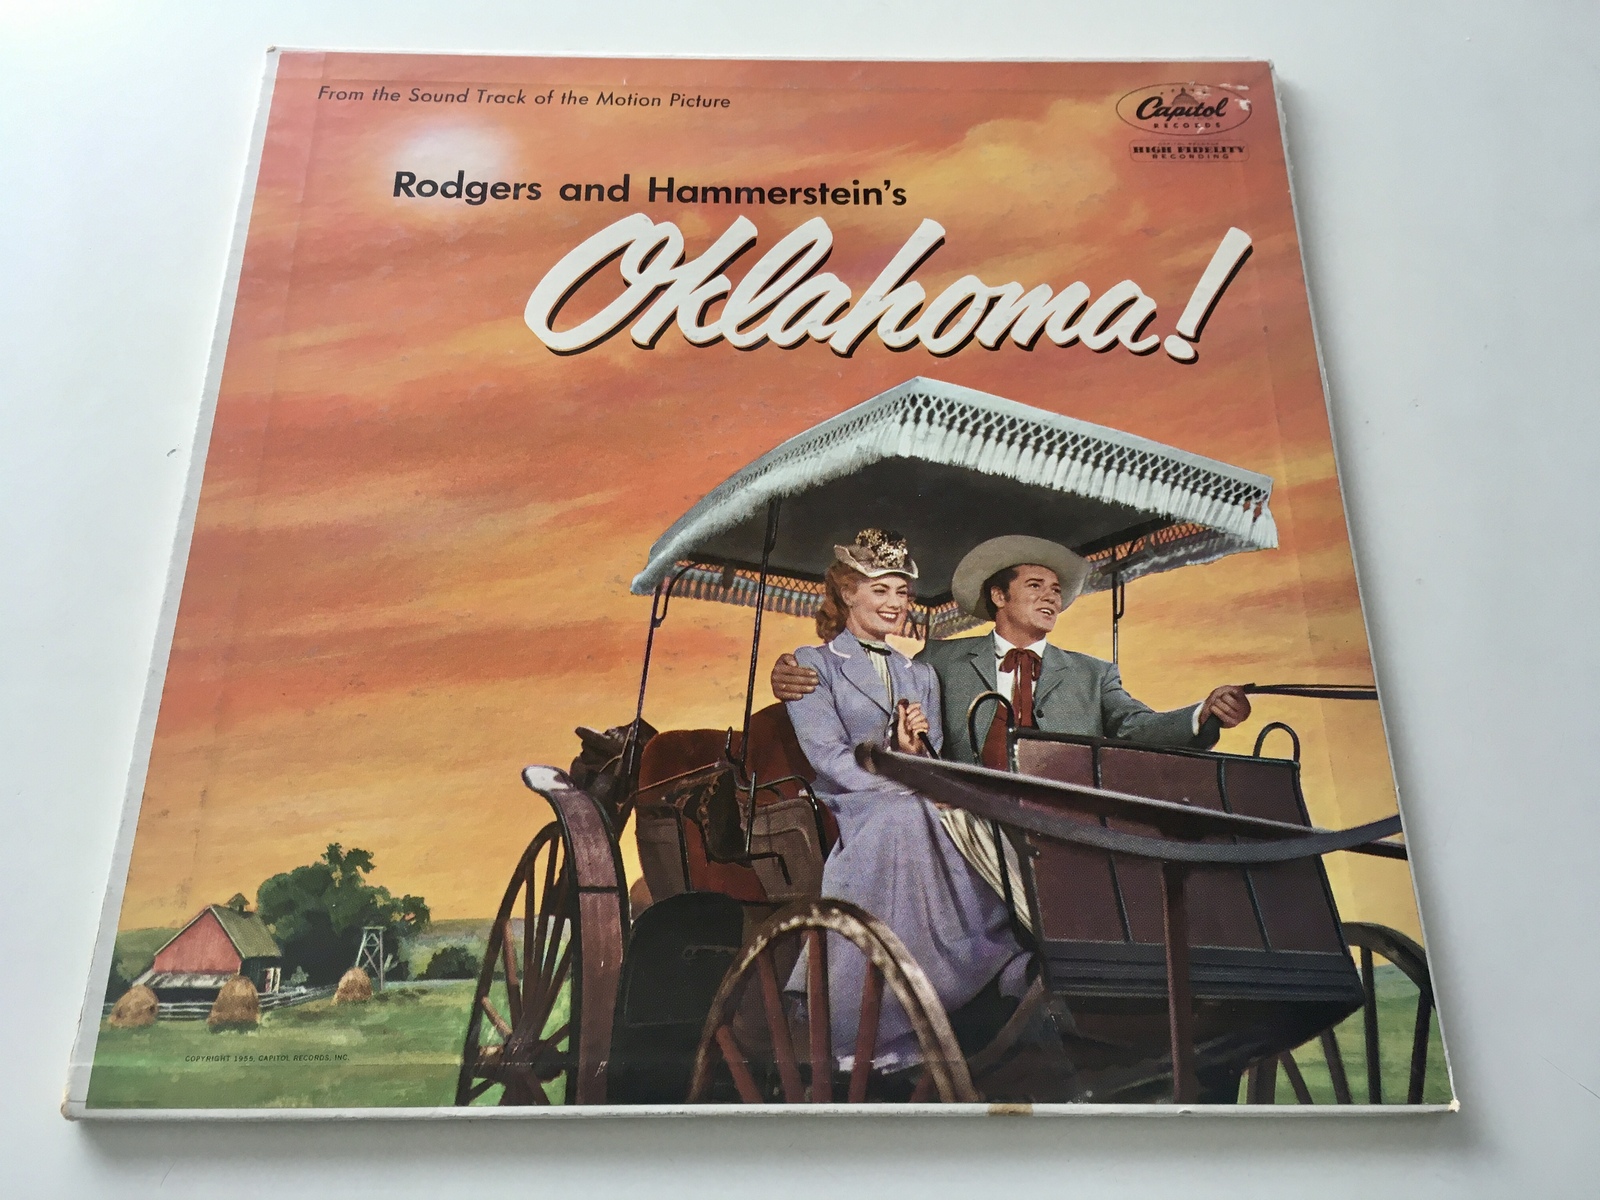 From the Sound Track of the Motion Picture
Capitol
RECORDS
HIGH FIDELITY
RECORDING
Rodgers and Hammerstein's
Oklahoma!
COPYRIGHT 1955, CAPITOL RECORDS, INC.